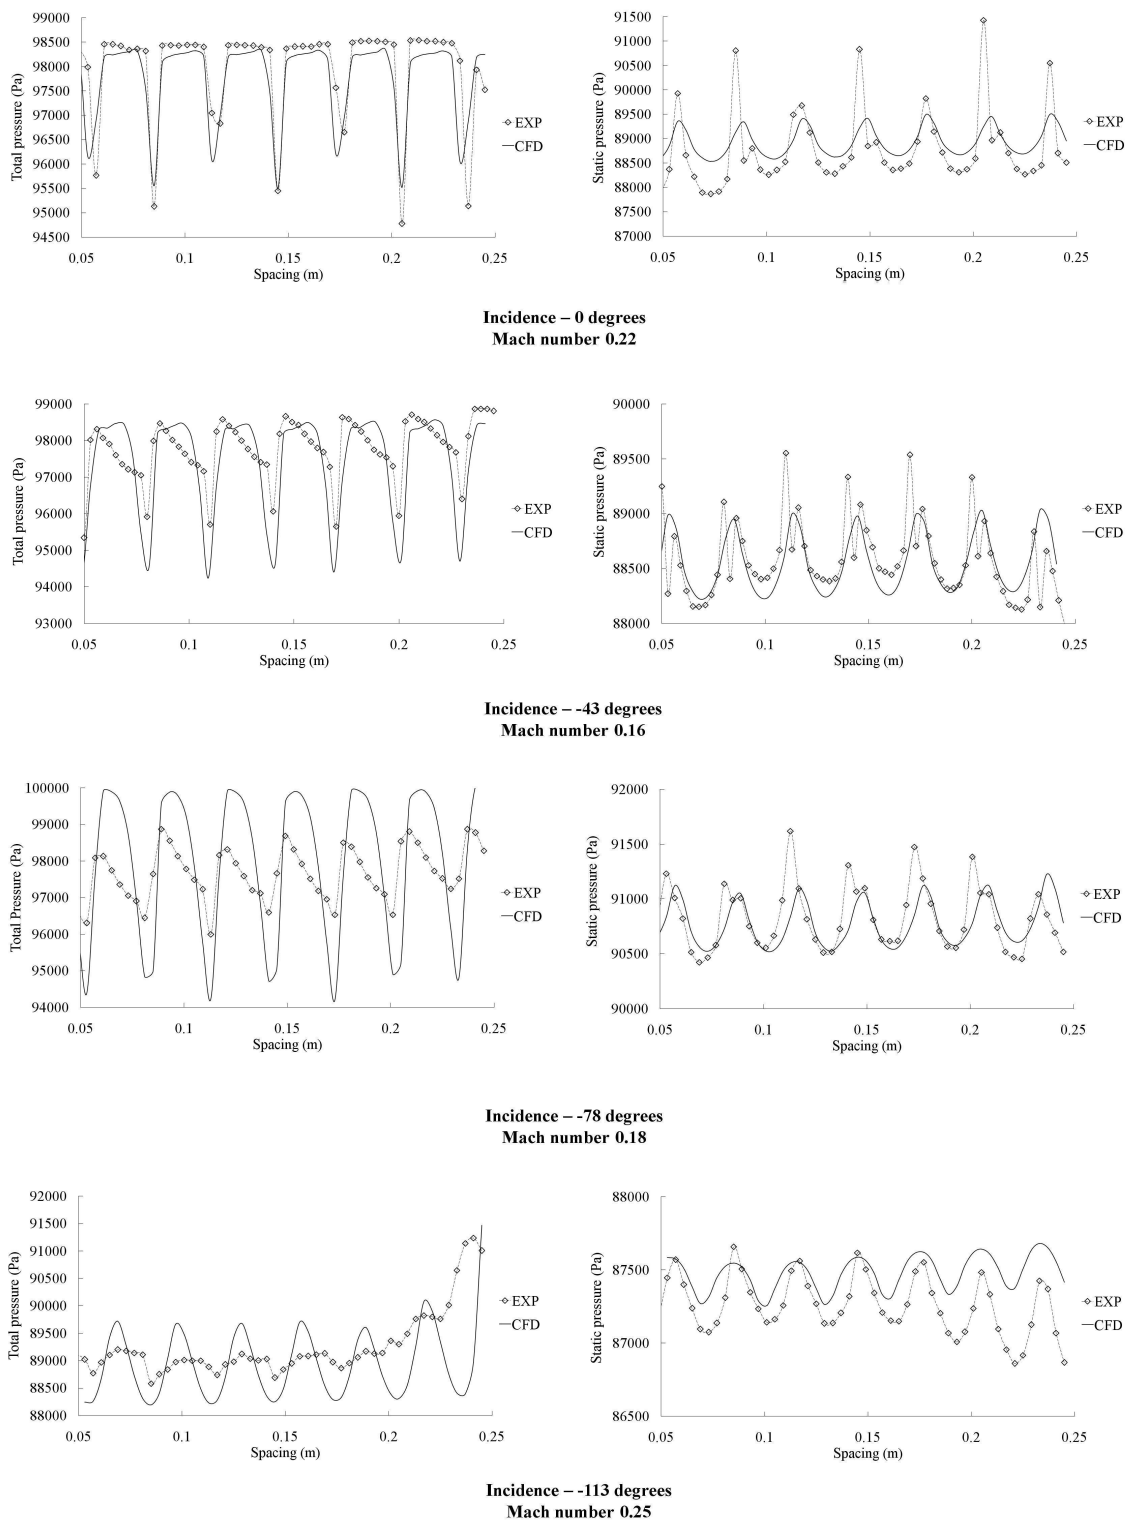 99000
98500
98000
97500
97000
96500
96000
95500
95000
94500
Total pressure (Pa)
0.05 0.1 0.15 0.2 0.25
Spacing (m)
EXP
CFD
91500
91000
90500
90000
89500
89000
88500
88000
87500
87000
Static pressure (Pa)
0.05 0.1 0.15 0.2 0.25
Spacing (m)
EXP
CFD
Incidence – 0 degrees
Mach number 0.22
99000
98000
97000
96000
95000
94000
93000
Total pressure (Pa)
0.05 0.1 0.15 0.2 0.25
Spacing (m)
EXP
CFD
90000
89500
89000
88500
88000
Static pressure (Pa)
0.05 0.1 0.15 0.2 0.25
Spacing (m)
EXP
CFD
Incidence – -43 degrees
Mach number 0.16
100000
99000
98000
97000
96000
95000
94000
Total Pressure (Pa)
0.05 0.1 0.15 0.2 0.25
Spacing (m)
EXP
CFD
92000
91500
91000
90500
90000
Static pressure (Pa)
0.05 0.1 0.15 0.2 0.25
Spacing (m)
EXP
CFD
Incidence – -78 degrees
Mach number 0.18
92000
91500
91000
90500
90000
89500
89000
88500
88000
Total pressure (Pa)
0.05 0.1 0.15 0.2 0.25
Spacing (m)
EXP
CFD
88000
87500
87000
86500
Static pressure (Pa)
0.05 0.1 0.15 0.2 0.25
Spacing (m)
EXP
CFD
Incidence – -113 degrees
Mach number 0.25